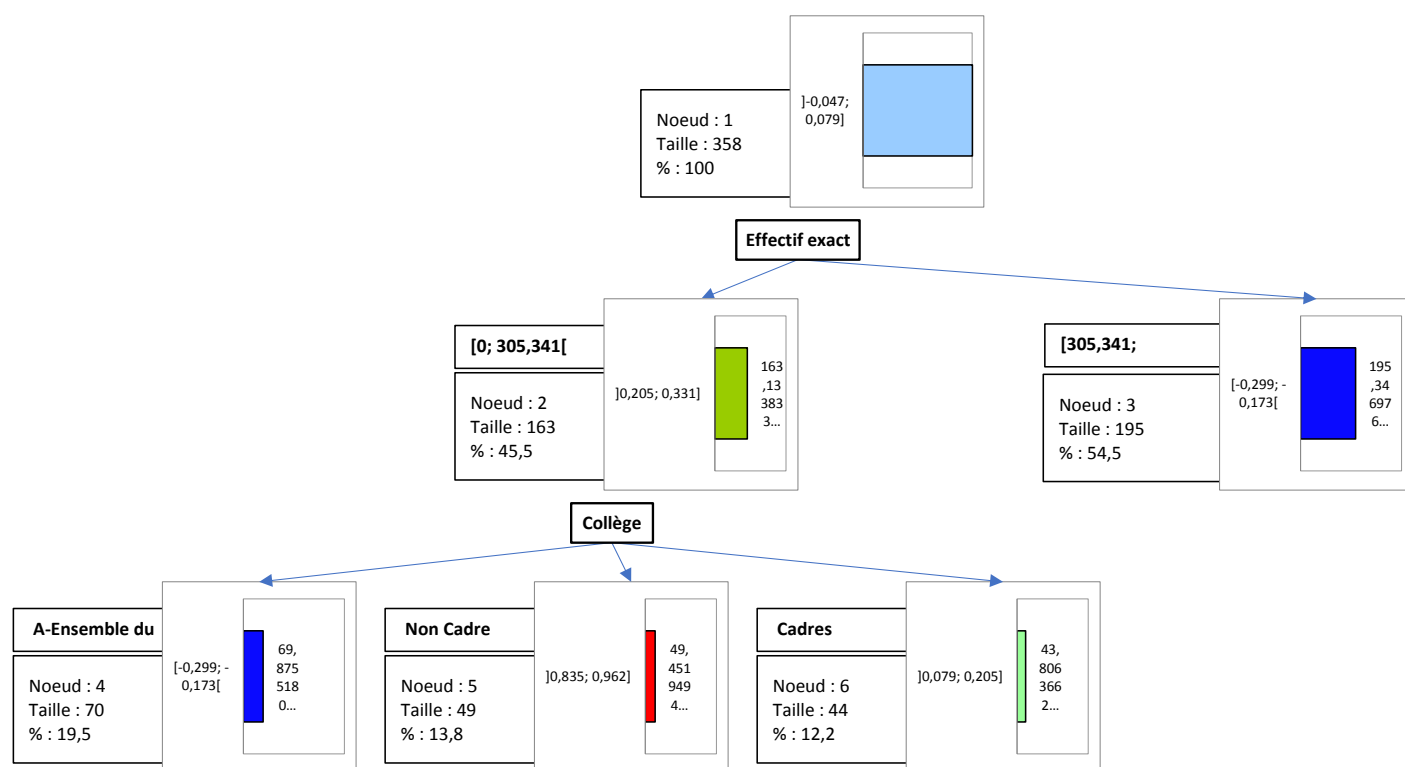 ]-0,047;
0,079]
Noeud : 1
Taille : 358
% : 100
Effectif exact
[0; 305,341[
Noeud : 2
Taille : 163
% : 45,5
]0,205; 0,331]
163
,13
383
3...
[305,341;
Noeud : 3
Taille : 195
% : 54,5
[-0,299; -
0,173[
195
,34
697
6...
Collège
A-Ensemble du
Noeud : 4
Taille : 70
% : 19,5
[-0,299; -
0,173[
69,
875
518
0...
Non Cadre
Noeud : 5
Taille : 49
% : 13,8
]0,835; 0,962]
49,
451
949
4...
Cadres
Noeud : 6
Taille : 44
% : 12,2
]0,079; 0,205]
43,
806
366
2...